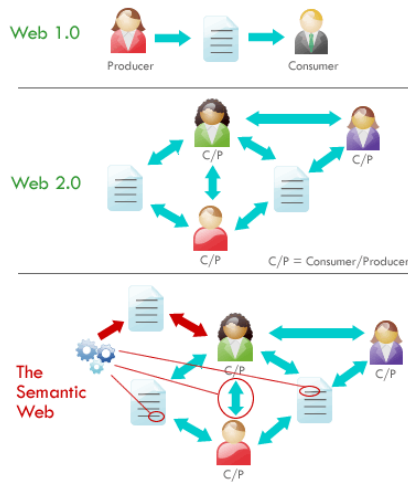 Web 1.0
Producer
Consumer
Web 2.0
C/P
C/P
C/P
C/P = Consumer/Producer
The
Semantic
Web
C/P
C/P
C/P